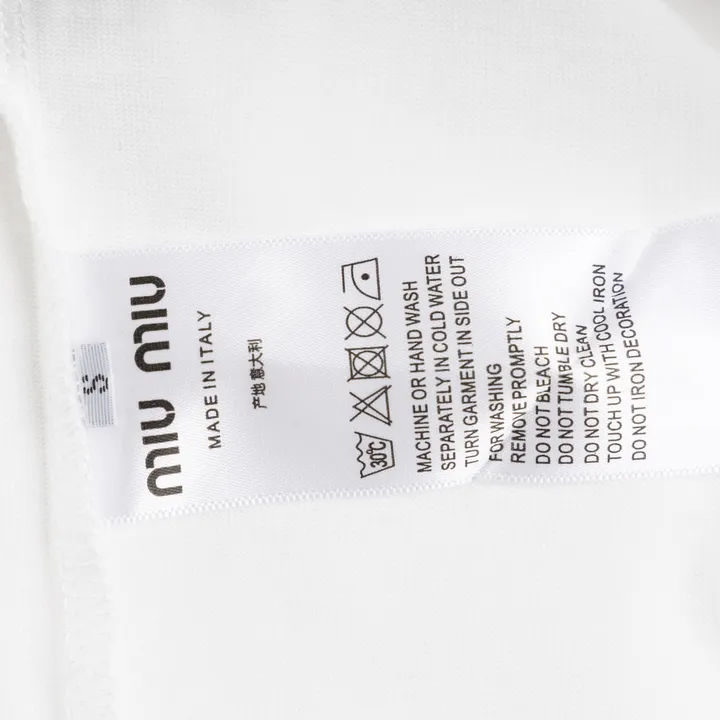 S
MIU MIU
MADE IN ITALY
产地意大利
30°C
MACHINE OR HAND WASH
SEPARATELY IN COLD WATER
TURN GARMENT IN SIDE OUT
FOR WASHING
REMOVE PROMPTLY
DO NOT BLEACH
DO NOT TUMBLE DRY
DO NOT DRY CLEAN
TOUCH UP WITH COOL IRON
DO NOT IRON DECORATION